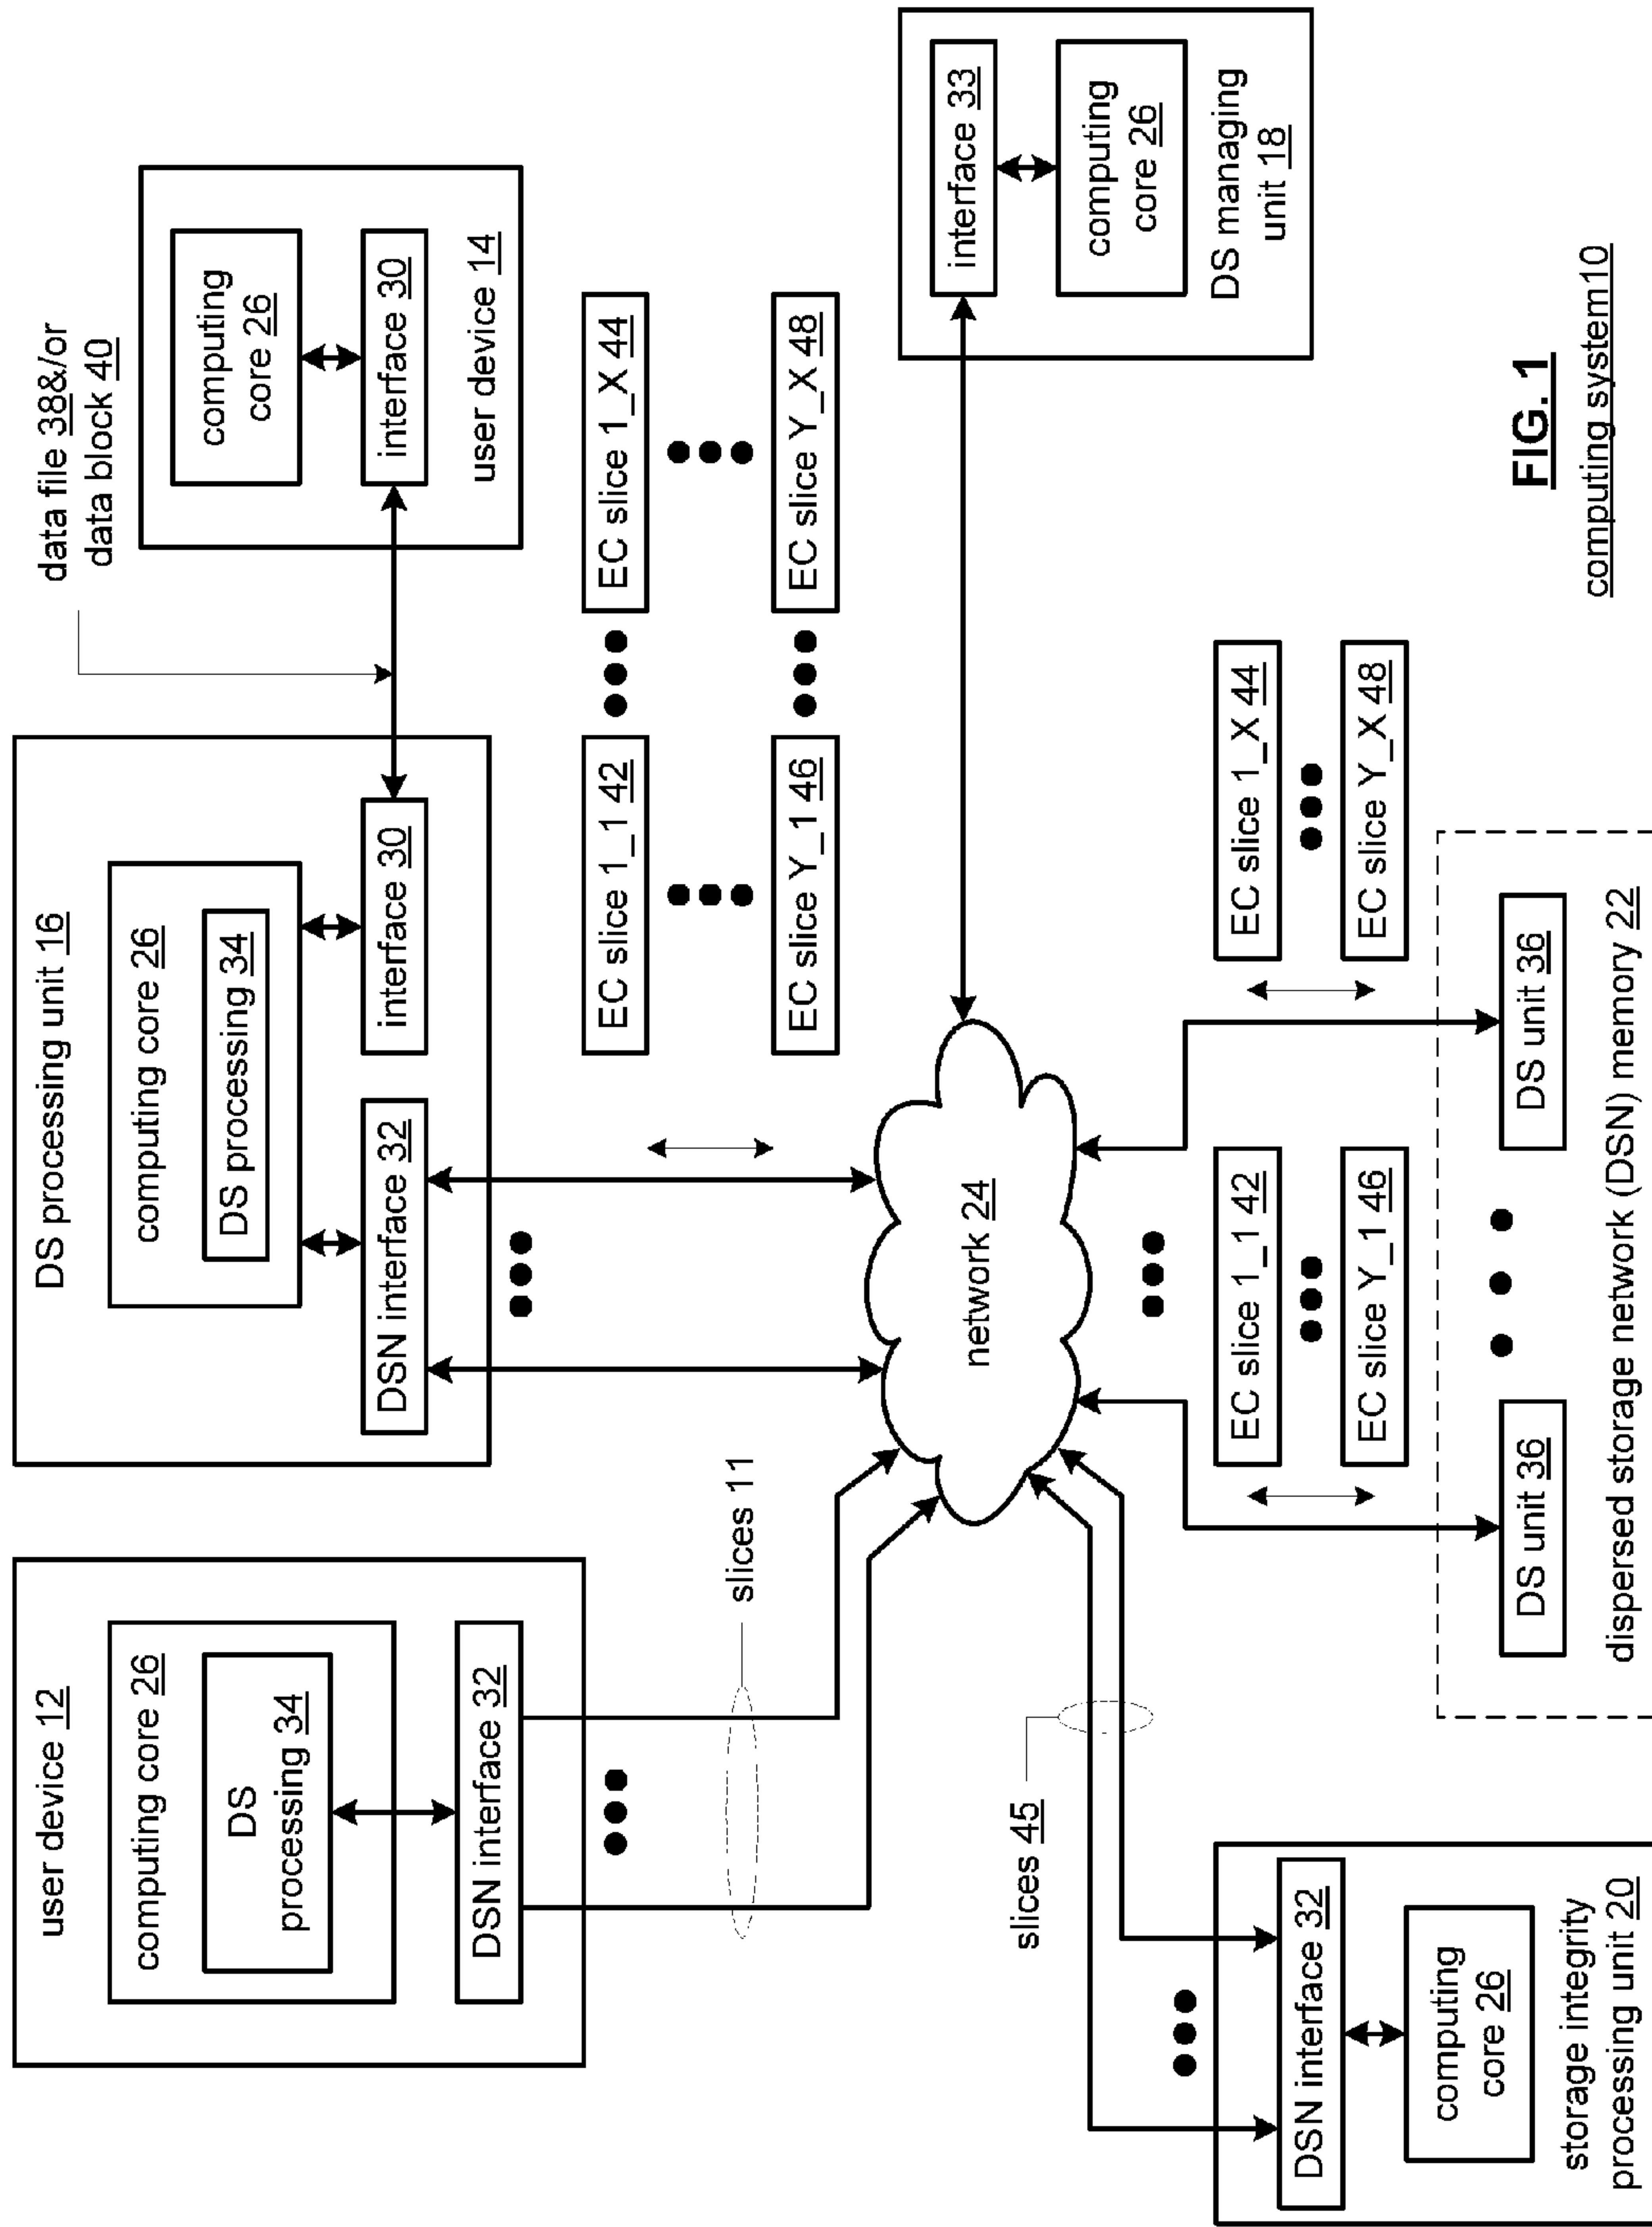 user device 12
computing core 26
DS
processing 34
DSN interface 32
slices 11
DS processing unit 16
computing core 26
DS processing 34
DSN interface 32
interface 30
data file 38&/or
data block 40
computing
core 26
interface 30
user device 14
EC slice 1_1 42
EC slice 1_X 44
EC slice Y_1 46
EC slice Y_X 48
network 24
interface 33
computing
core 26
DS managing
unit 18
slices 45
DSN interface 32
computing
core 26
storage integrity
processing unit 20
EC slice 1_1 42
EC slice 1_X 44
EC slice Y_1 46
EC slice Y_X 48
DS unit 36
DS unit 36
dispersed storage network (DSN) memory 22
FIG. 1
computing system10